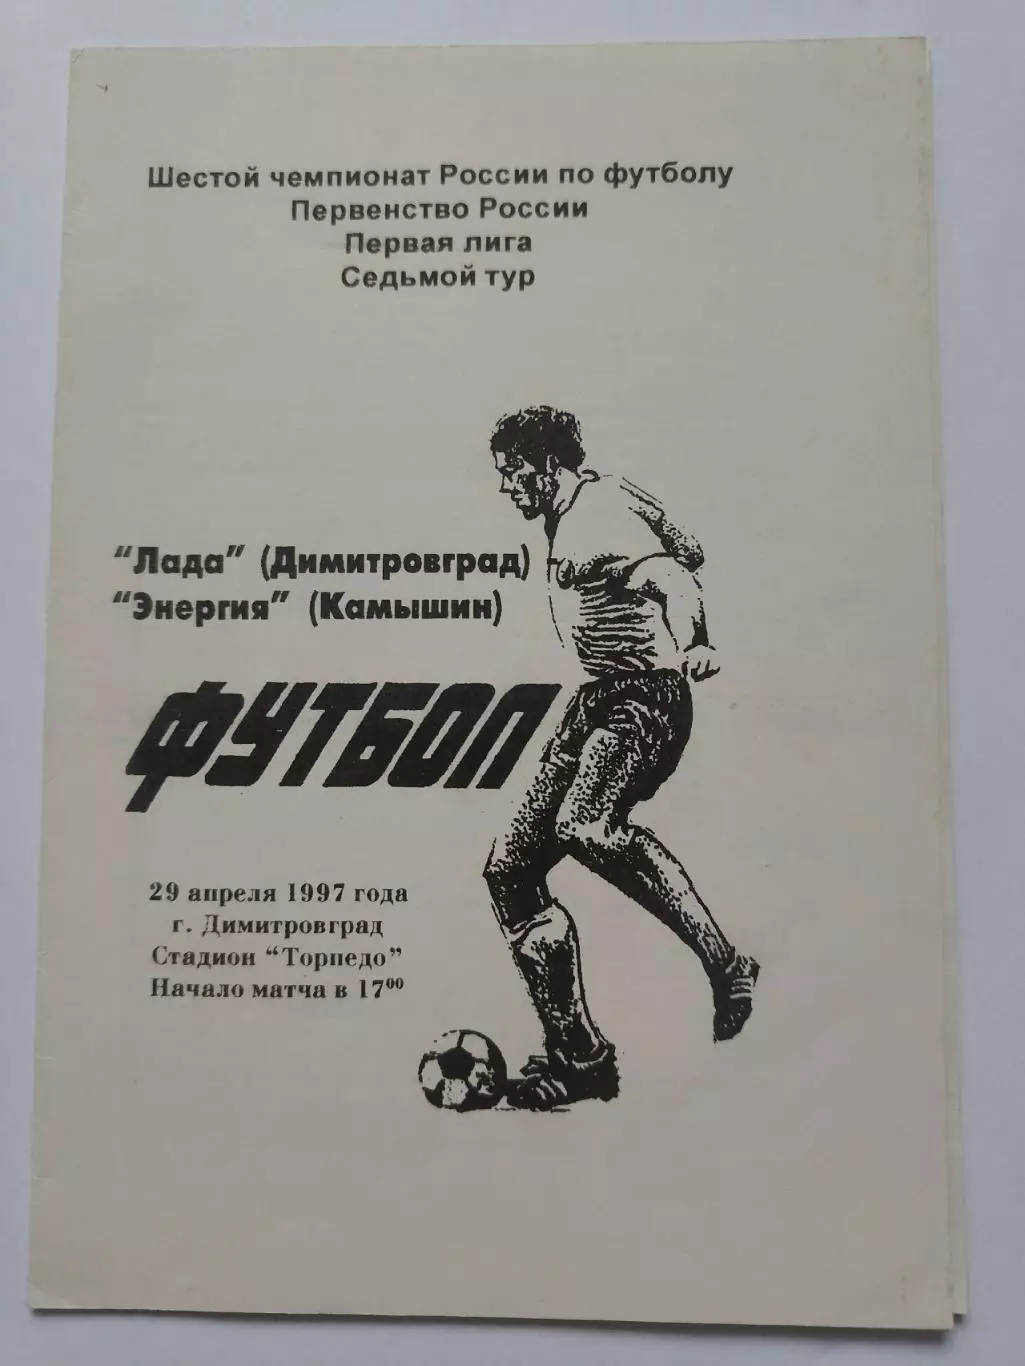 Шестой чемпионат России по футболу
Первенство России
Первая лига
Седьмой тур
“Лада” (Димитровград)
“Энергия” (Камышин)
ФУТБОЛ
29 апреля 1997 года
г. Димитровград
Стадион “Торпедо”
Начало матча в 17⁰⁰